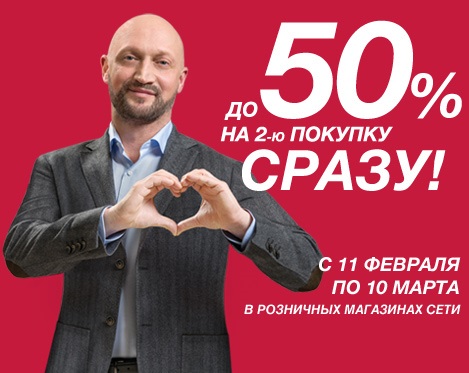 ДО 50%
НА 2-ю ПОКУПКУ
СРАЗУ!
С 11 ФЕВРАЛЯ
ПО 10 МАРТА
В РОЗНИЧНЫХ МАГАЗИНАХ СЕТИ